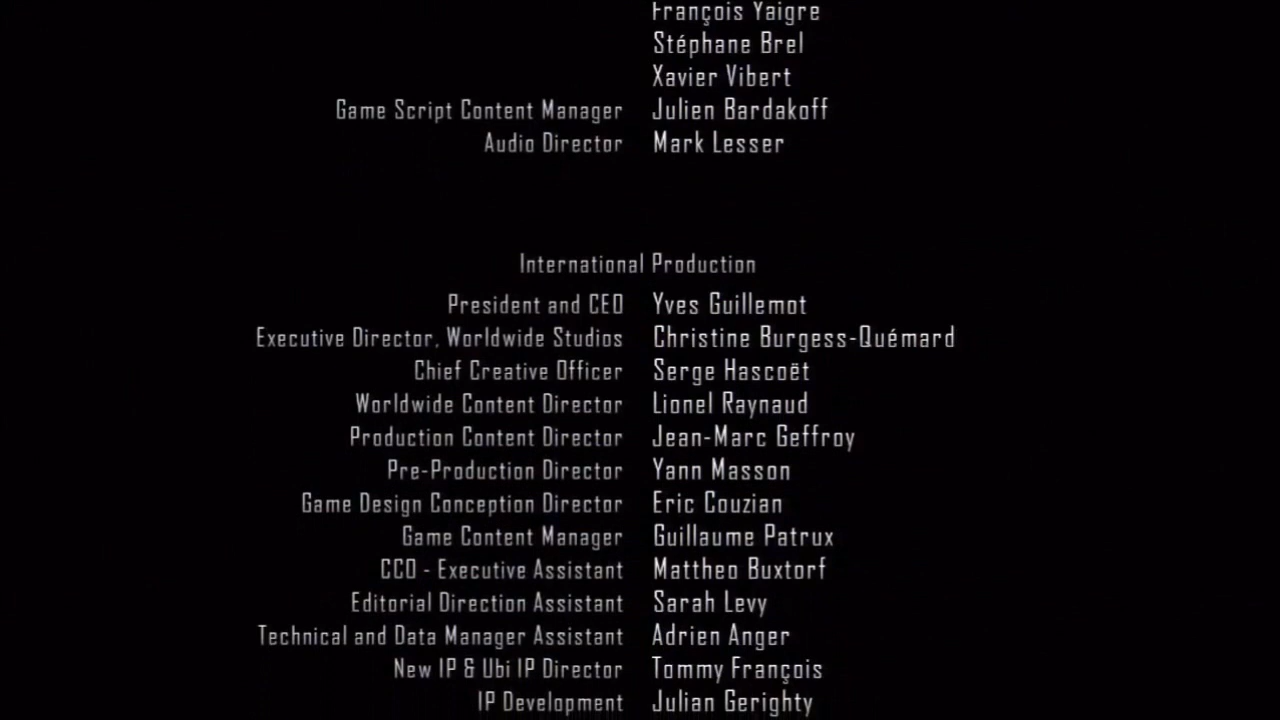 François Yaigre
Stéphane Brel
Xavier Vibert
Game Script Content Manager Julien Bardakoff
Audio Director Mark Lesser
International Production
President and CEO Yves Guillemot
Executive Director, Worldwide Studios Christine Burgess-Quémard
Chief Creative Officer Serge Hascoët
Worldwide Content Director Lionel Raynaud
Production Content Director Jean-Marc Geffroy
Pre-Production Director Yann Masson
Game Design Conception Director Eric Couzian
Game Content Manager Guillaume Patrux
CCO - Executive Assistant Mattheo Buxtorf
Editorial Direction Assistant Sarah Levy
Technical and Data Manager Assistant Adrien Anger
New IP & Ubi IP Director Tommy François
IP Development Julian Gerighty